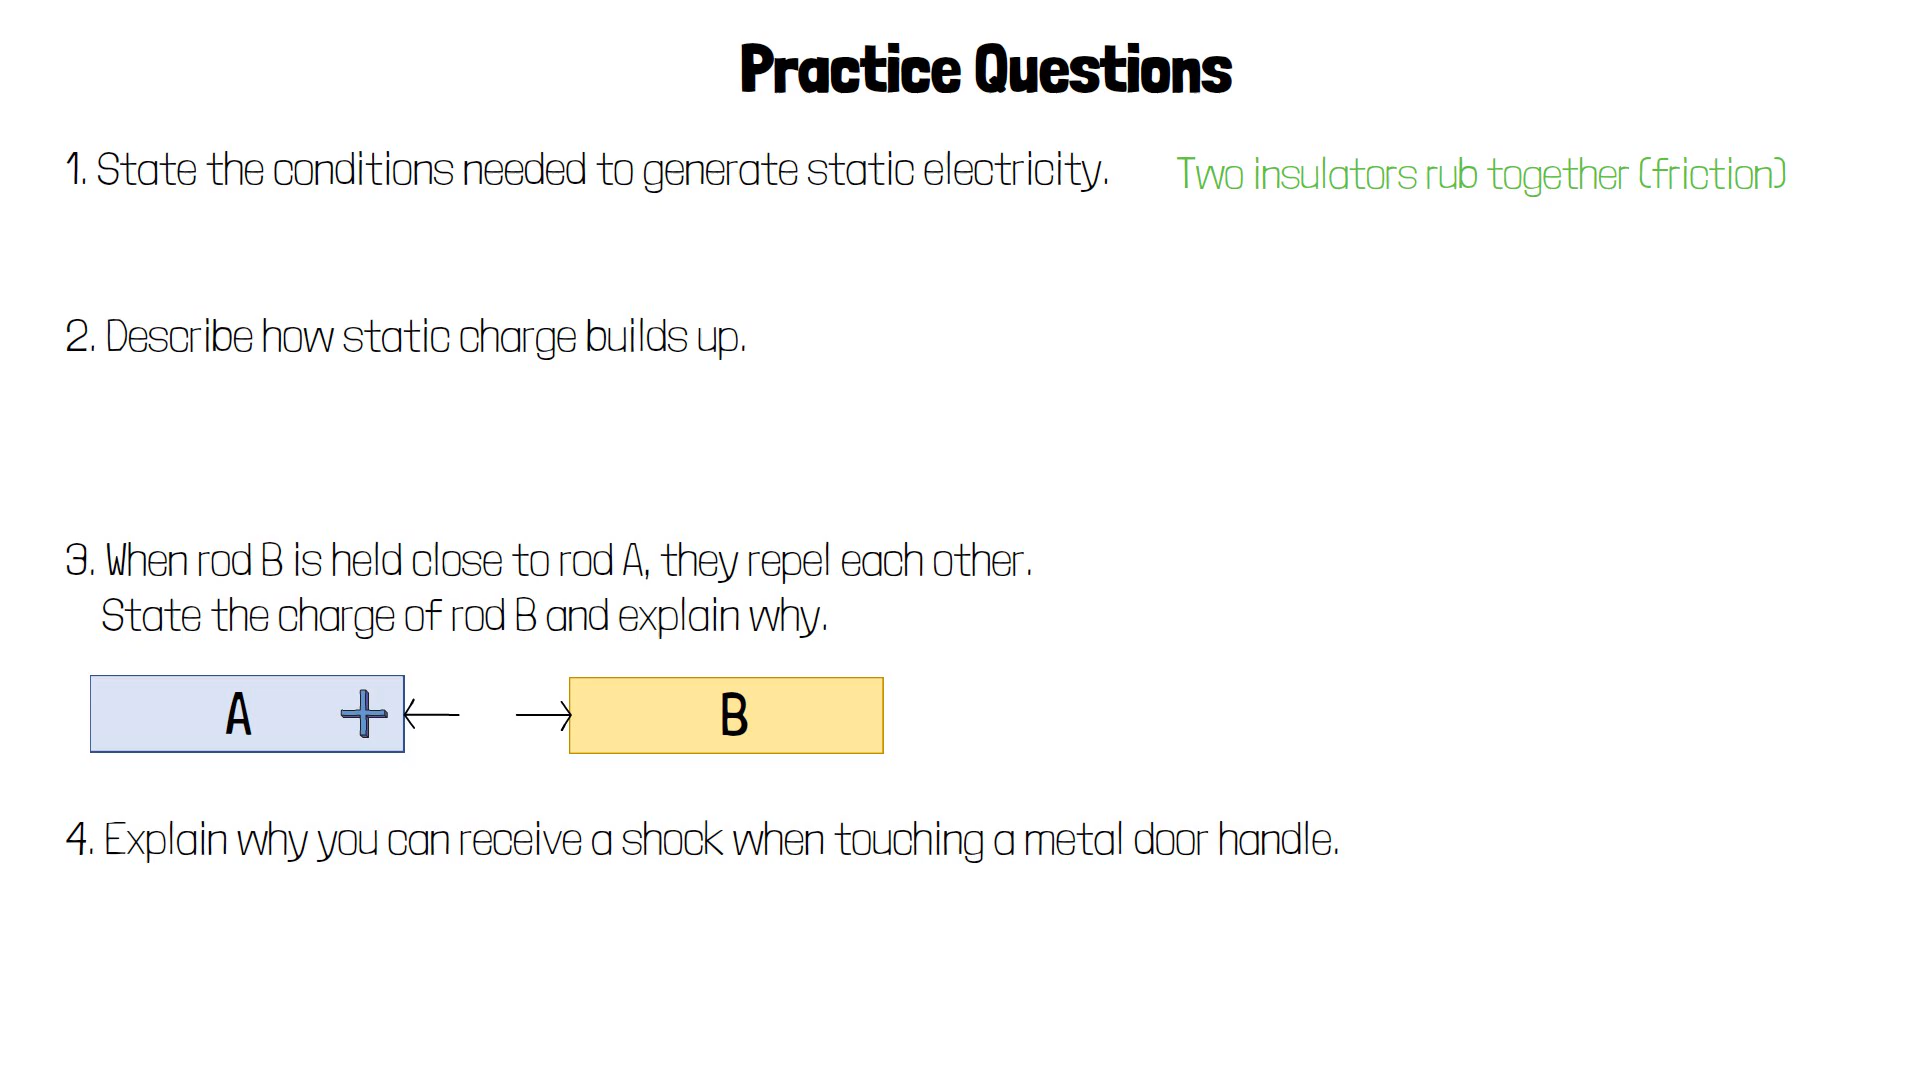 Practice Questions
1. State the conditions needed to generate static electricity. Two insulators rub together (friction)
2. Describe how static charge builds up.
3. When rod B is held close to rod A, they repel each other.
State the charge of rod B and explain why.
A + B
4. Explain why you can receive a shock when touching a metal door handle.